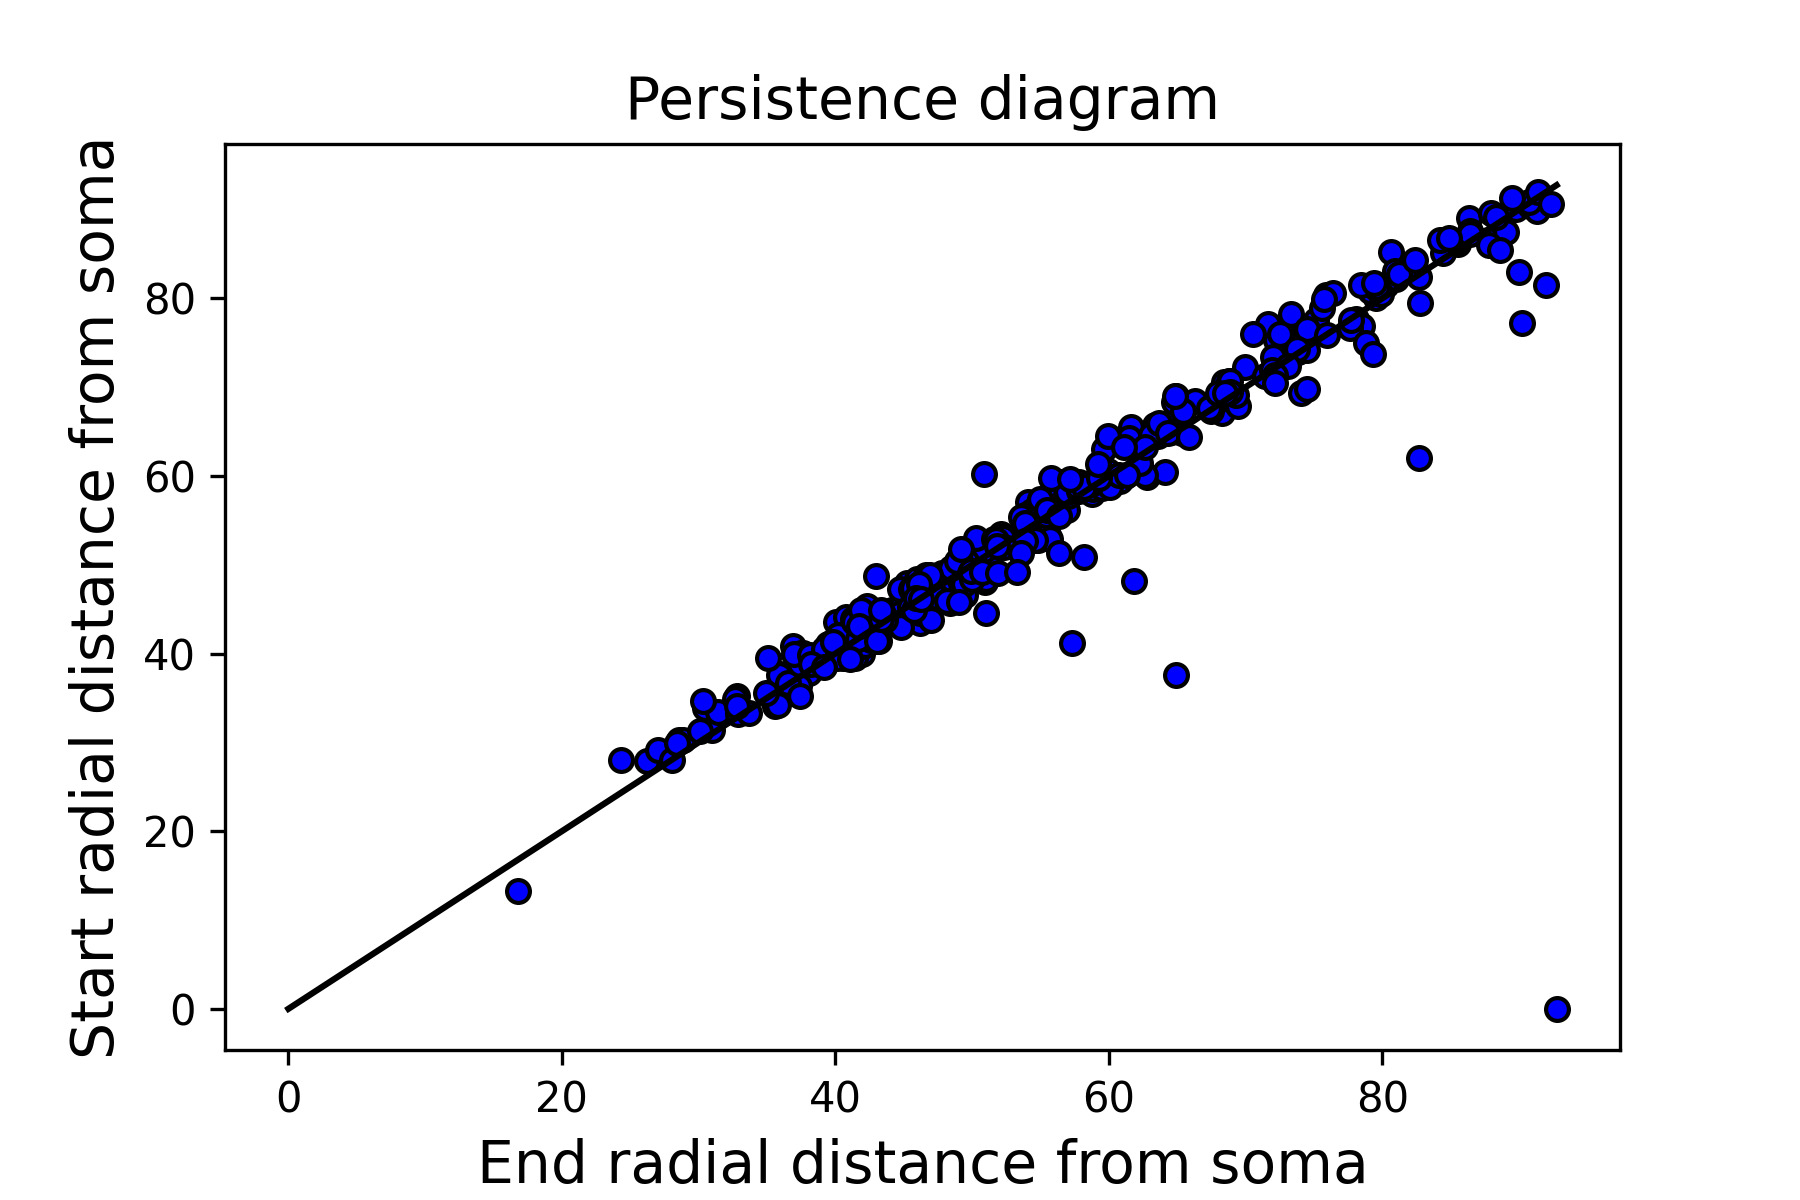 Persistence diagram
Start radial distance from soma
80
60
40
20
0
0 20 40 60 80
End radial distance from soma